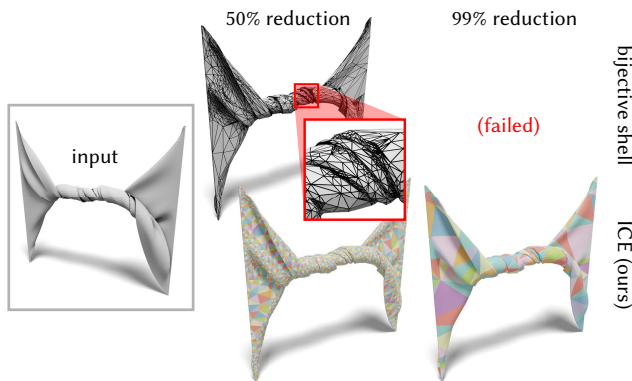 50% reduction
99% reduction
bijective shell
input
(failed)
ICE (ours)